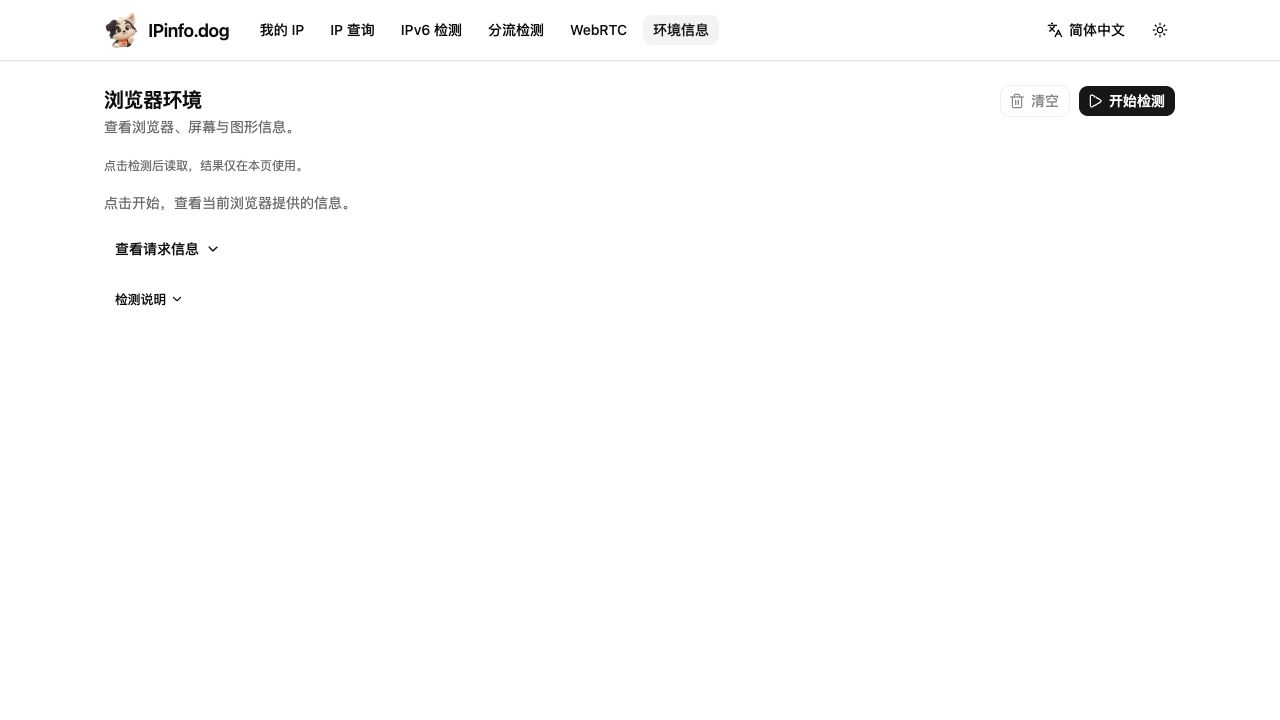 IPinfo.dog 我的 IP IP 查询 IPv6 检测 分流检测 WebRTC 环境信息 简体中文
浏览器环境 清空 开始检测
查看浏览器、屏幕与图形信息。
点击检测后读取，结果仅在本页使用。
点击开始，查看当前浏览器提供的信息。
查看请求信息
检测说明